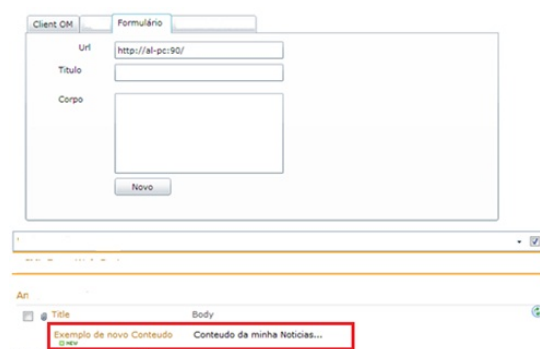 Client OM
Formulário
Url
http://al-pc:90/
Titulo
Corpo
Novo
Title
Body
Exemplo de novo Conteudo
NEW
Conteudo da minha Noticias...